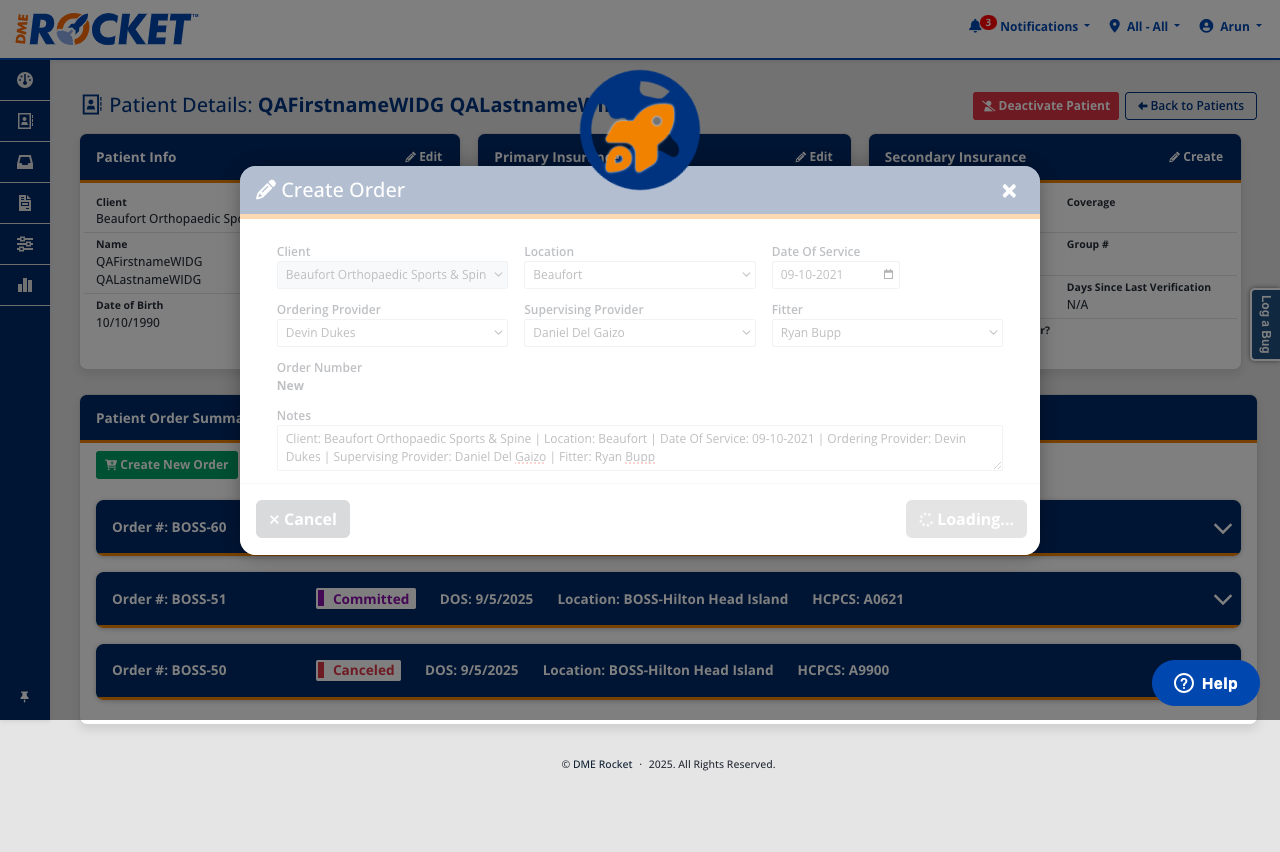 DME ROCKET™
3 Notifications
All - All
Arun
Patient Details: QAFirstnameWIDG
Deactivate Patient
Back to Patients
Patient Info
Edit
Edit
Secondary Insurance
Create
Client
Beaufort Orthopaedic
Name
QAFirstnameWIDG
QALastnameWIDG
Date of Birth
10/10/1990
Coverage
Group #
Days Since Last Verification
N/A
Create Order
Client
Beaufort Orthopaedic Sports & Spin
Location
Beaufort
Date Of Service
09-10-2021
Ordering Provider
Devin Dukes
Supervising Provider
Daniel Del Gaizo
Fitter
Ryan Bupp
Order Number
New
Notes
Client: Beaufort Orthopaedic Sports & Spine | Location: Beaufort | Date Of Service: 09-10-2021 | Ordering Provider: Devin
Dukes | Supervising Provider: Daniel Del Gaizo | Fitter: Ryan Bupp
Cancel
Loading...
Log a Bug
Patient Order
Create New Order
Order #: BOSS-60
Order #: BOSS-51 Committed DOS: 9/5/2025 Location: BOSS-Hilton Head Island HCPCS: A0621
Order #: BOSS-50 Canceled DOS: 9/5/2025 Location: BOSS-Hilton Head Island HCPCS: A9900
Help
© DME Rocket · 2025. All Rights Reserved.